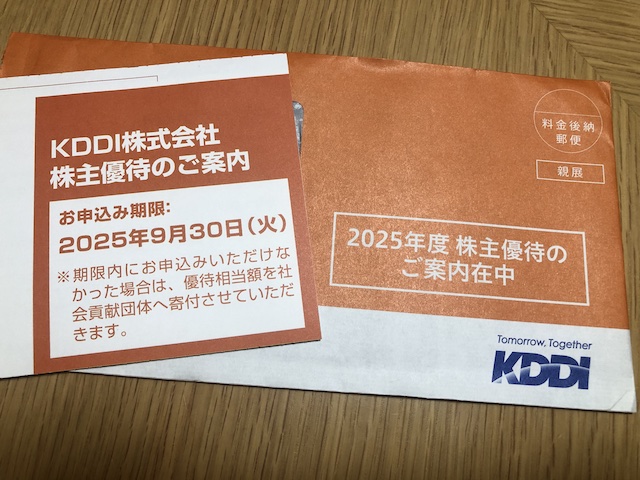 KDDI株式会社
株主優待のご案内
お申込み期限:
2025年9月30日(火)
※期限内にお申込みいただけな
かった場合は、優待相当額を社
会貢献団体へ寄付させていただ
きます。
料金後納
郵便
親展
2025年度 株主優待の
ご案内在中
Tomorrow, Together
KDDI